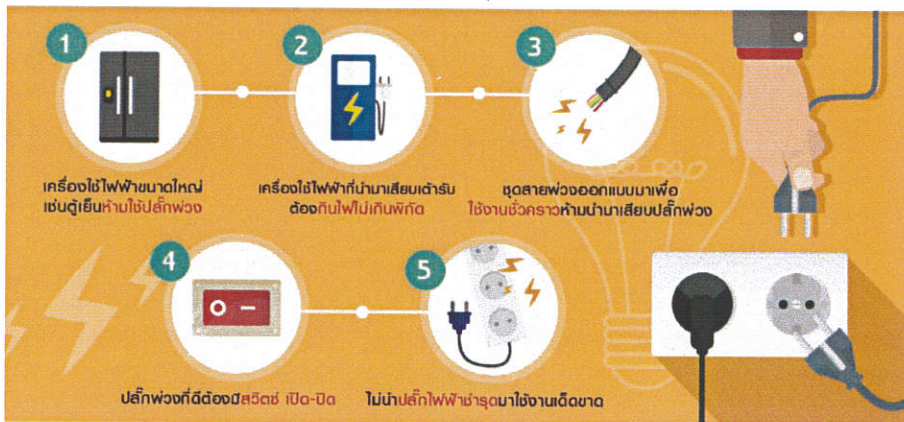 1
เครื่องใช้ไฟฟ้าขนาดใหญ่
เช่นตู้เย็นห้ามใช้ปลั๊กพ่วง
2
เครื่องใช้ไฟฟ้าที่นำมาเสียบเต้ารับ
ต้องกินไฟไม่เกินพิกัด
3
ชุดสายพ่วงออกแบบมาเพื่อ
ใช้งานชั่วคราวห้ามนำมาเสียบปลั๊กพ่วง
4
ปลั๊กพ่วงที่ดีต้องมีสวิตช์ เปิด-ปิด
5
ไม่นำปลั๊กไฟฟ้าชำรุดมาใช้งานเด็ดขาด